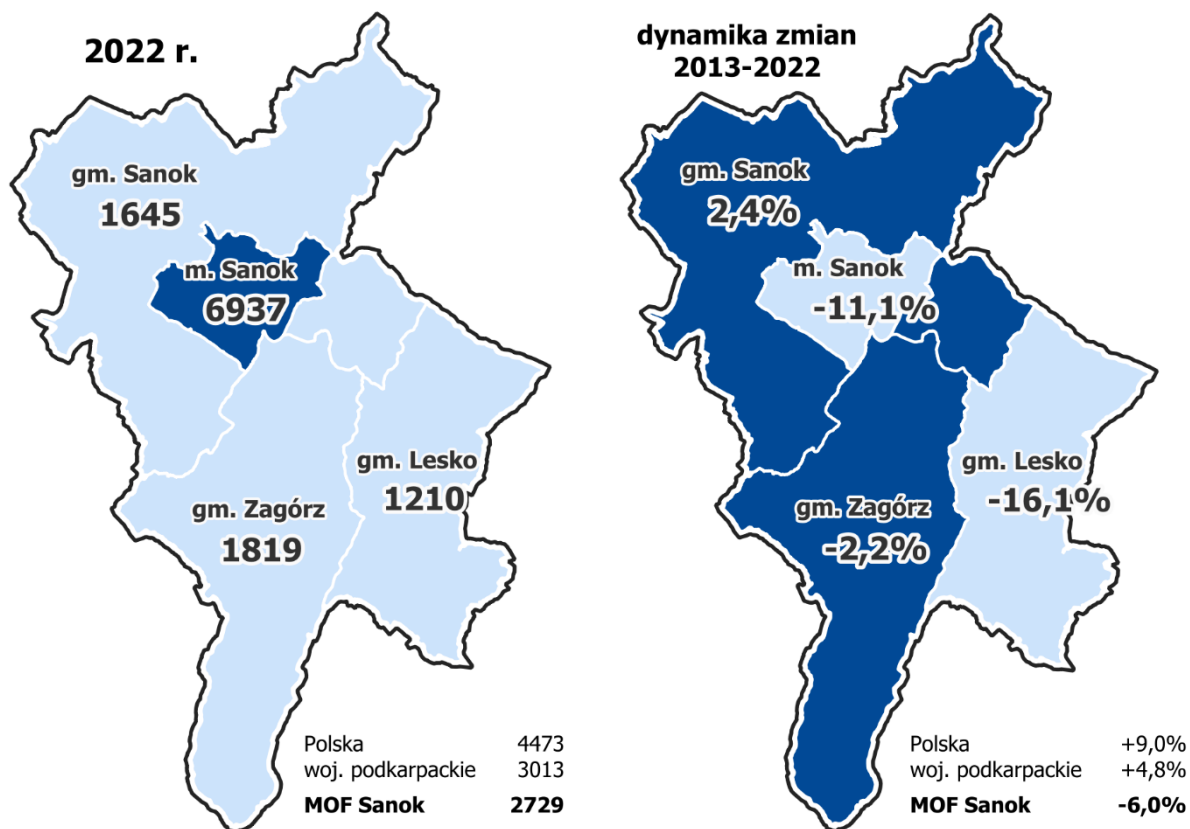 2022 r.
gm. Sanok
1645
m. Sanok
6937
gm. Lesko
1210
gm. Zagórz
1819
Polska 4473
woj. podkarpackie 3013
MOF Sanok 2729
dynamika zmian
2013-2022
gm. Sanok
2,4%
m. Sanok
-11,1%
gm. Lesko
-16,1%
gm. Zagórz
-2,2%
Polska +9,0%
woj. podkarpackie +4,8%
MOF Sanok -6,0%